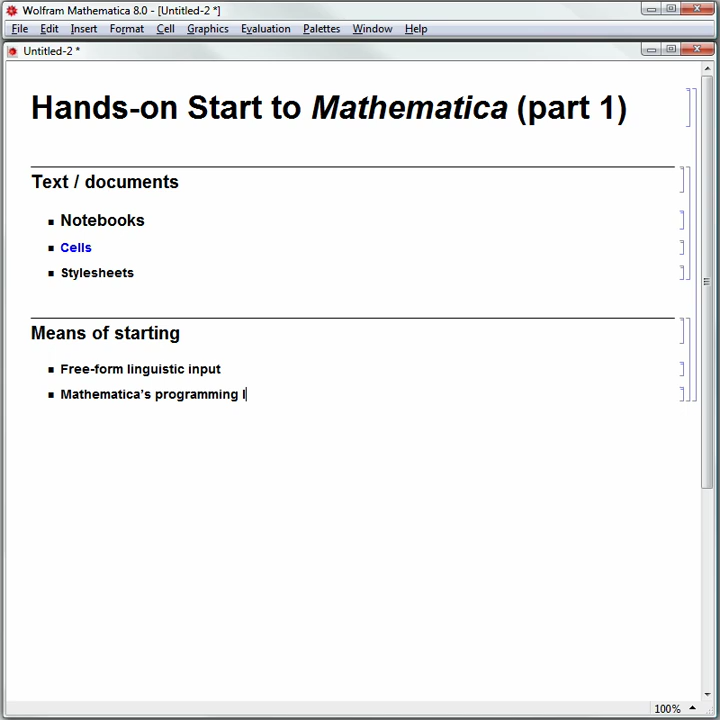 Wolfram Mathematica 8.0 - [Untitled-2 *]
File Edit Insert Format Cell Graphics Evaluation Palettes Window Help
Untitled-2 *
Hands-on Start to Mathematica (part 1)
Text / documents
▪ Notebooks
▪ Cells
▪ Stylesheets
Means of starting
▪ Free-form linguistic input
▪ Mathematica's programming l
100%